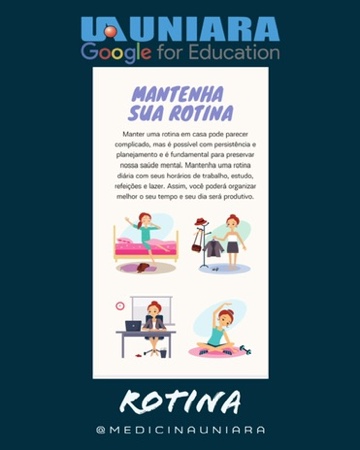 UNIARA
Google for Education
MANTENHA
SUA ROTINA
Manter uma rotina em casa pode parecer
complicado, mas é possível com persistência e
planejamento e é fundamental para preservar
nossa saúde mental. Mantenha uma rotina
diária com seus horários de trabalho, estudo,
refeições e lazer. Assim, você poderá organizar
melhor o seu tempo e seu dia será produtivo.
ROTINA
@MEDICINAUNIARA